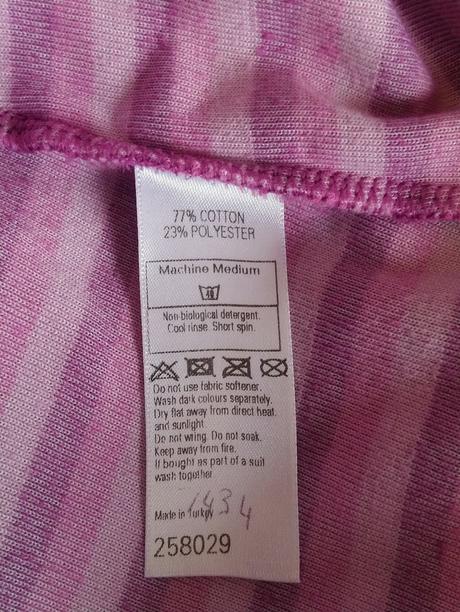 77% COTTON
23% POLYESTER
Machine Medium
40
Non-biological detergent.
Cool rinse. Short spin.
Do not use fabric softener.
Wash dark colours separately.
Dry flat away from direct heat.
and sunlight.
Do not wring. Do not soak.
Keep away from fire.
If bought as part of a suit
wash together.
Made in Turkey 1434
258029